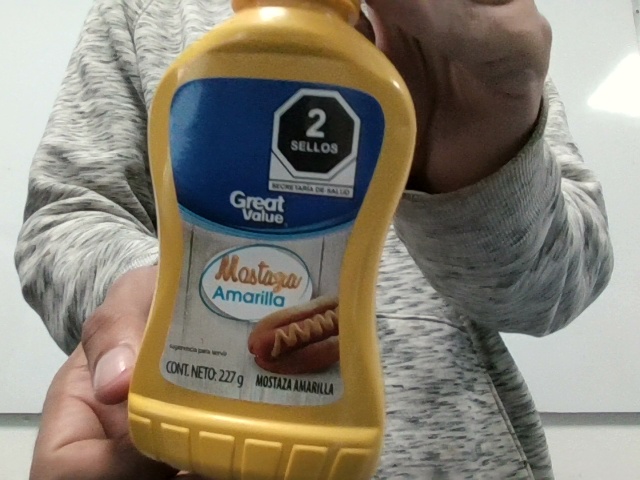 2
SELLOS
SECRETARÍA DE SALUD
Great
Value
Mostaza
Amarilla
sugerencia para servir
CONT. NETO: 227 g
MOSTAZA AMARILLA